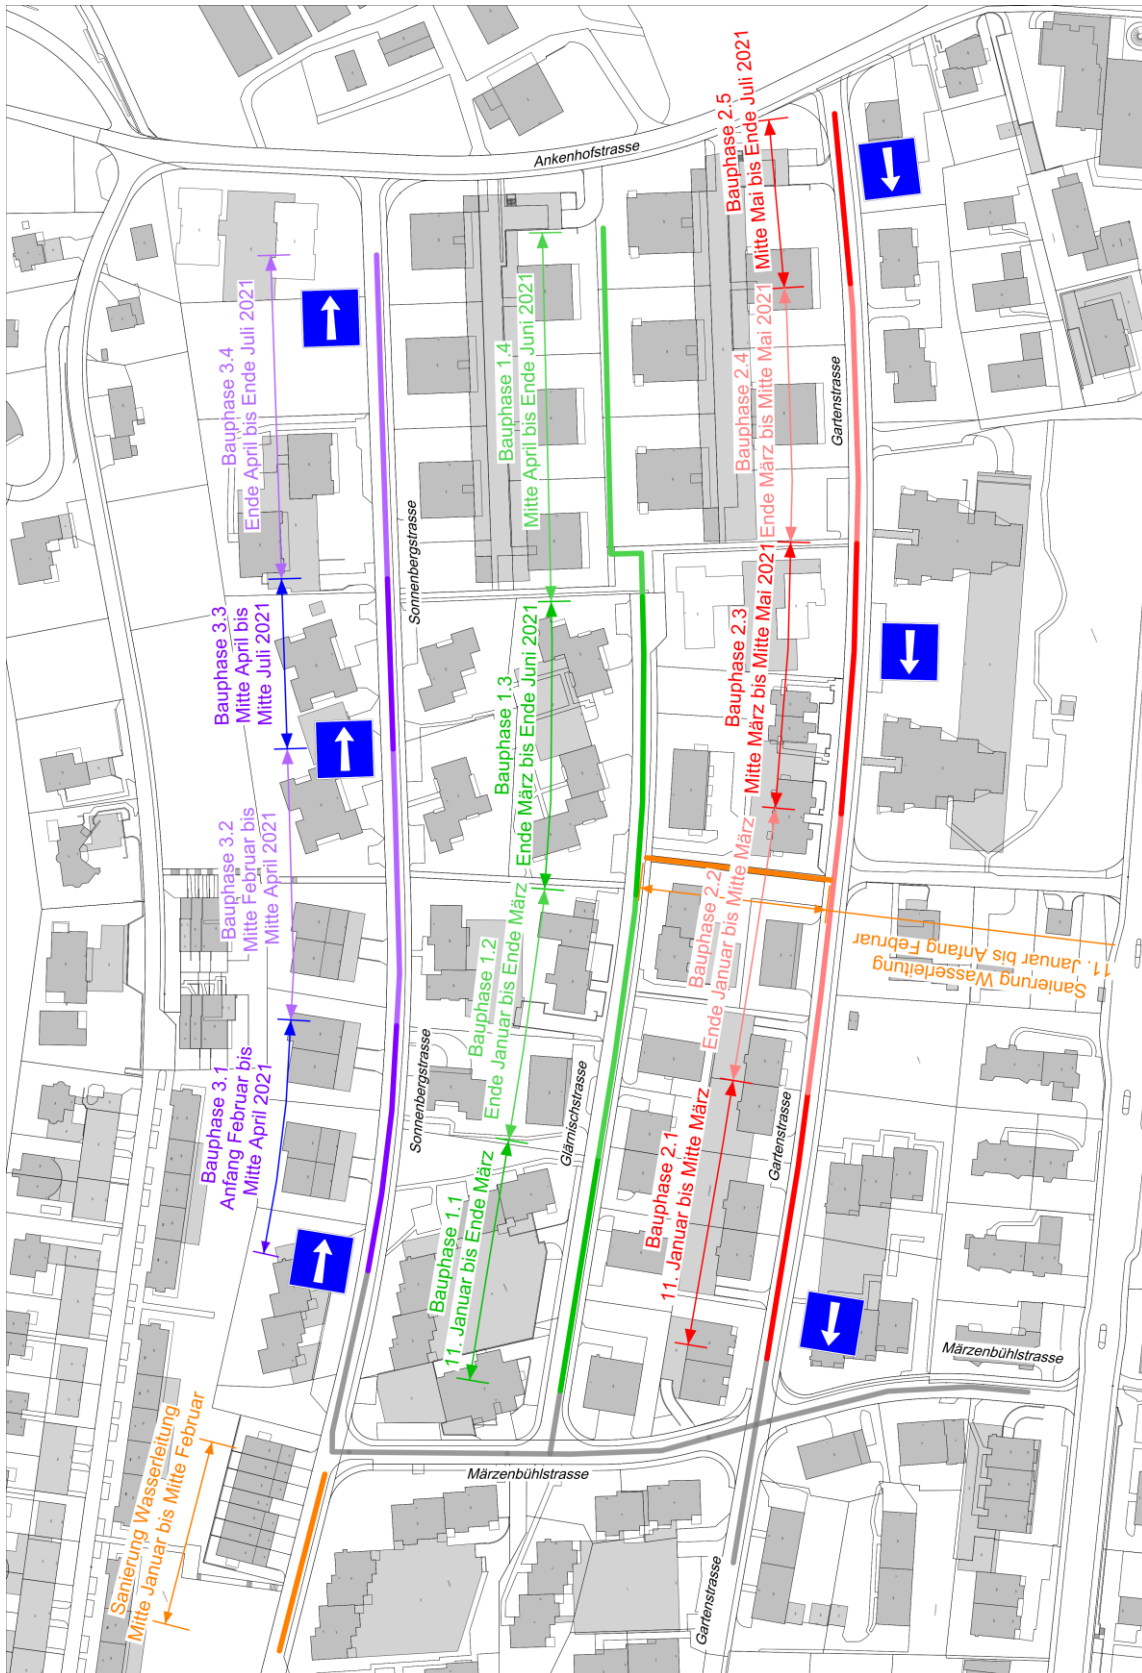 Ankenhofstrasse
Bauphase 2.5
Mitte Mai bis Ende Juli 2021
Bauphase 3.4
Ende April bis Ende Juli 2021
Bauphase 1.4
Mitte April bis Ende Juni 2021
Bauphase 2.4
Ende März bis Mitte Mai 2021
Gartenstrasse
Sonnenbergstrasse
Bauphase 3.3
Mitte April bis
Mitte Juli 2021
Bauphase 1.3
Ende März bis Ende Juni 2021
Bauphase 2.3
Mitte März bis Mitte Mai 2021
Bauphase 3.2
Mitte Februar bis
Mitte April 2021
Bauphase 1.2
Ende Januar bis Ende März
Bauphase 2.2
Ende Januar bis Mitte März
Sanierung Wasserleitung
11. Januar bis Anfang Februar
Bauphase 3.1
Anfang Februar bis
Mitte April 2021
Sonnenbergstrasse
Glärnischstrasse
Gartenstrasse
Bauphase 1.1
11. Januar bis Ende März
Bauphase 2.1
11. Januar bis Mitte März
Märzenbühlstrasse
Sanierung Wasserleitung
Mitte Januar bis Mitte Februar
Märzenbühlstrasse
Gartenstrasse